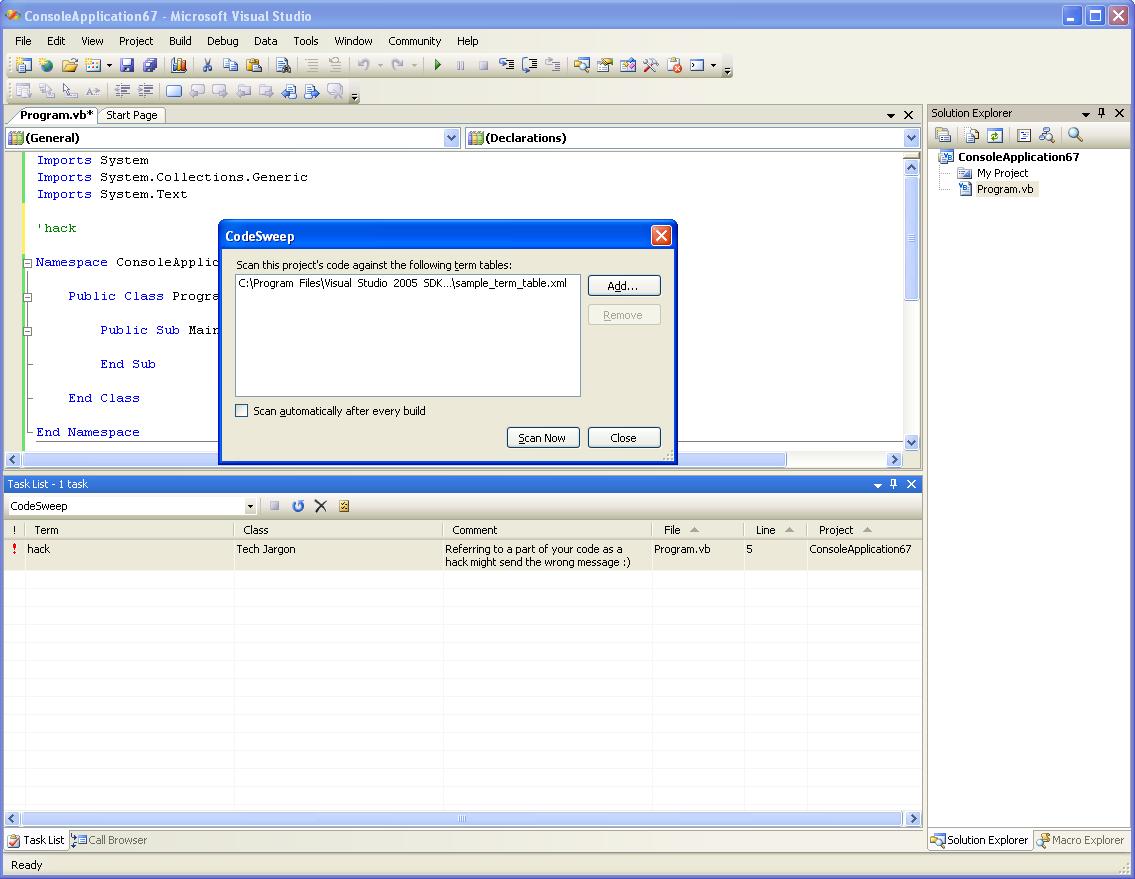 ConsoleApplication67 - Microsoft Visual Studio
File Edit View Project Build Debug Data Tools Window Community Help
Program.vb* Start Page
(General) (Declarations)
Imports System
Imports System.Collections.Generic
Imports System.Text
'hack
Namespace ConsoleApplic
Public Class Progra
Public Sub Main
End Sub
End Class
End Namespace
CodeSweep
Scan this project's code against the following term tables:
C:\Program Files\Visual Studio 2005 SDK...\sample_term_table.xml
Add...
Remove
Scan automatically after every build
Scan Now Close
Solution Explorer
ConsoleApplication67
My Project
Program.vb
Task List - 1 task
CodeSweep
! Term Class Comment File Line Project
! hack Tech Jargon Referring to a part of your code as a Program.vb 5 ConsoleApplication67
hack might send the wrong message :)
Task List Call Browser
Solution Explorer Macro Explorer
Ready